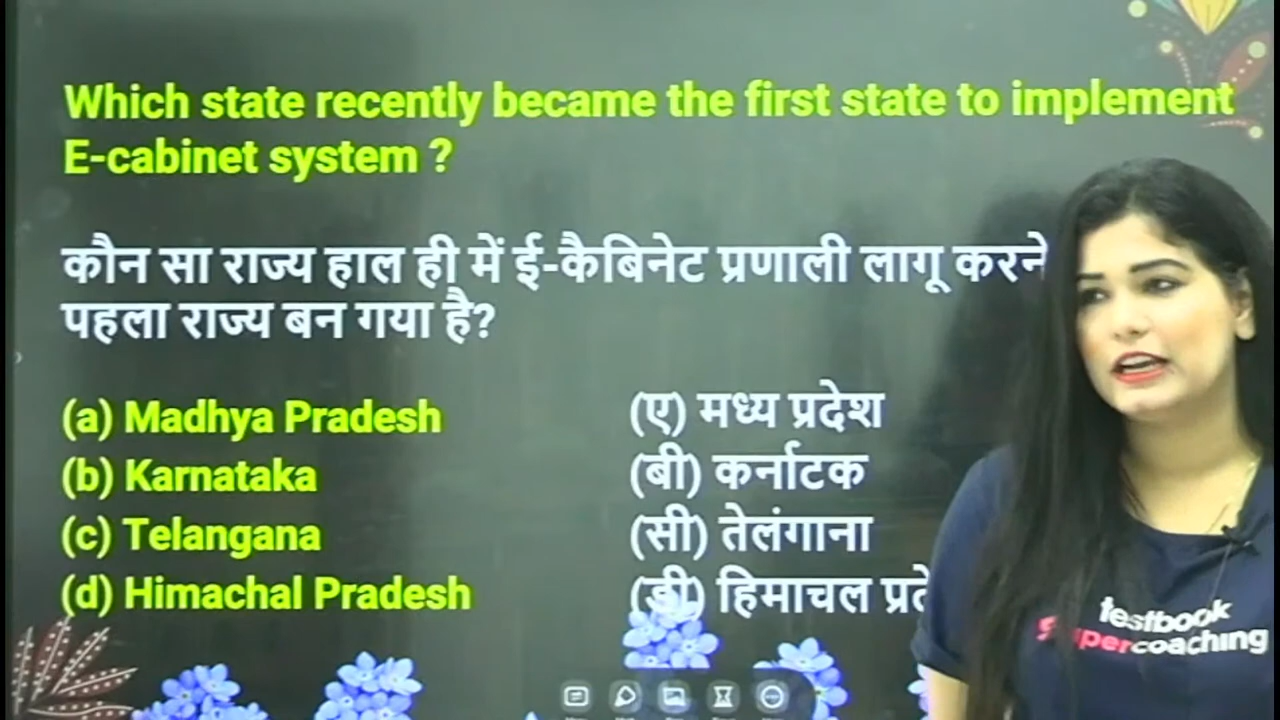 Which state recently became the first state to implement
E-cabinet system ?
कौन सा राज्य हाल ही में ई-कैबिनेट प्रणाली लागू करने
पहला राज्य बन गया है?
(a) Madhya Pradesh
(b) Karnataka
(c) Telangana
(d) Himachal Pradesh
(ए) मध्य प्रदेश
(बी) कर्नाटक
(सी) तेलंगाना
(डी) हिमाचल
testbook
Supercoaching